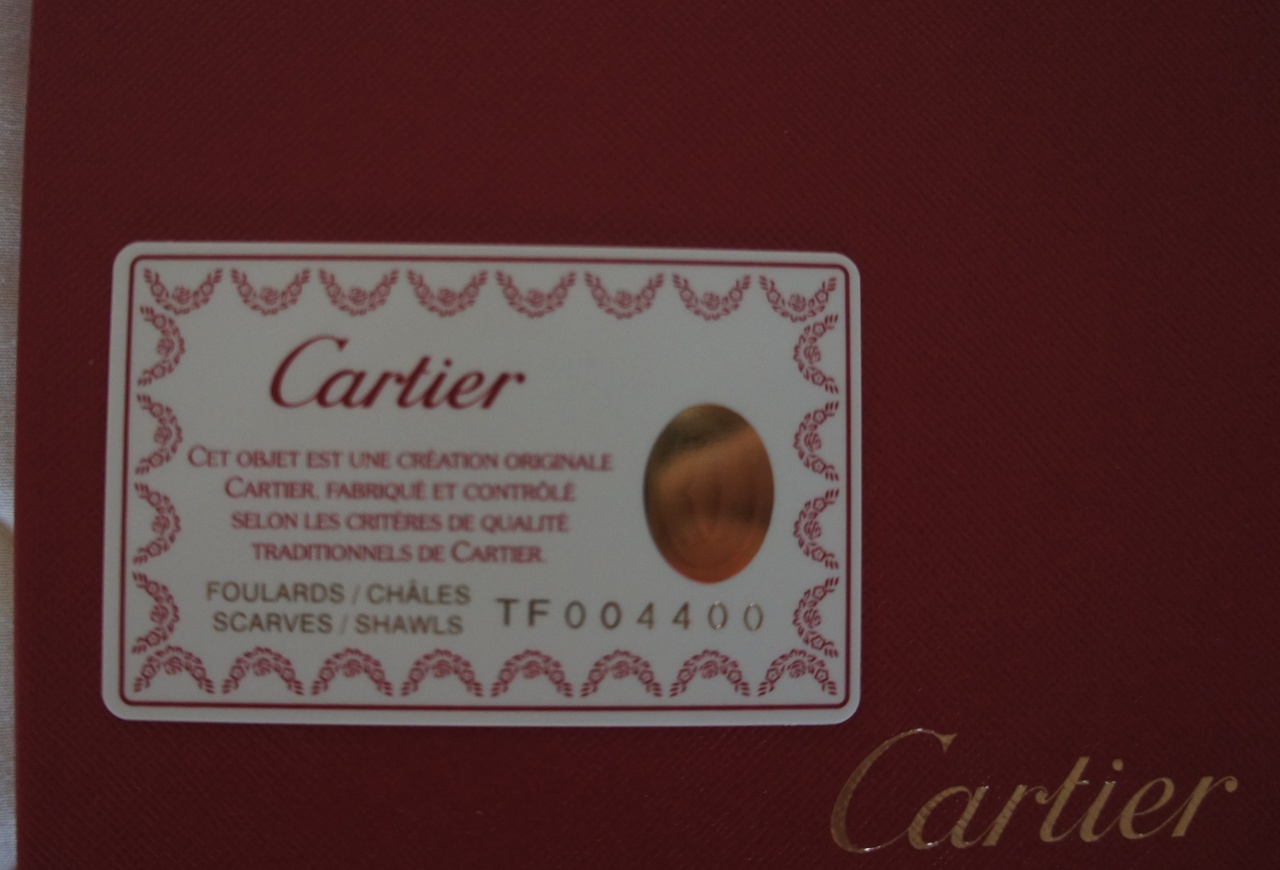 Cartier
CET OBJET EST UNE CRÉATION ORIGINALE
CARTIER, FABRIQUÉ ET CONTRÔLÉ
SELON LES CRITÈRES DE QUALITÉ
TRADITIONNELS DE CARTIER.
FOULARDS / CHÂLES
SCARVES / SHAWLS
TF004400
Cartier